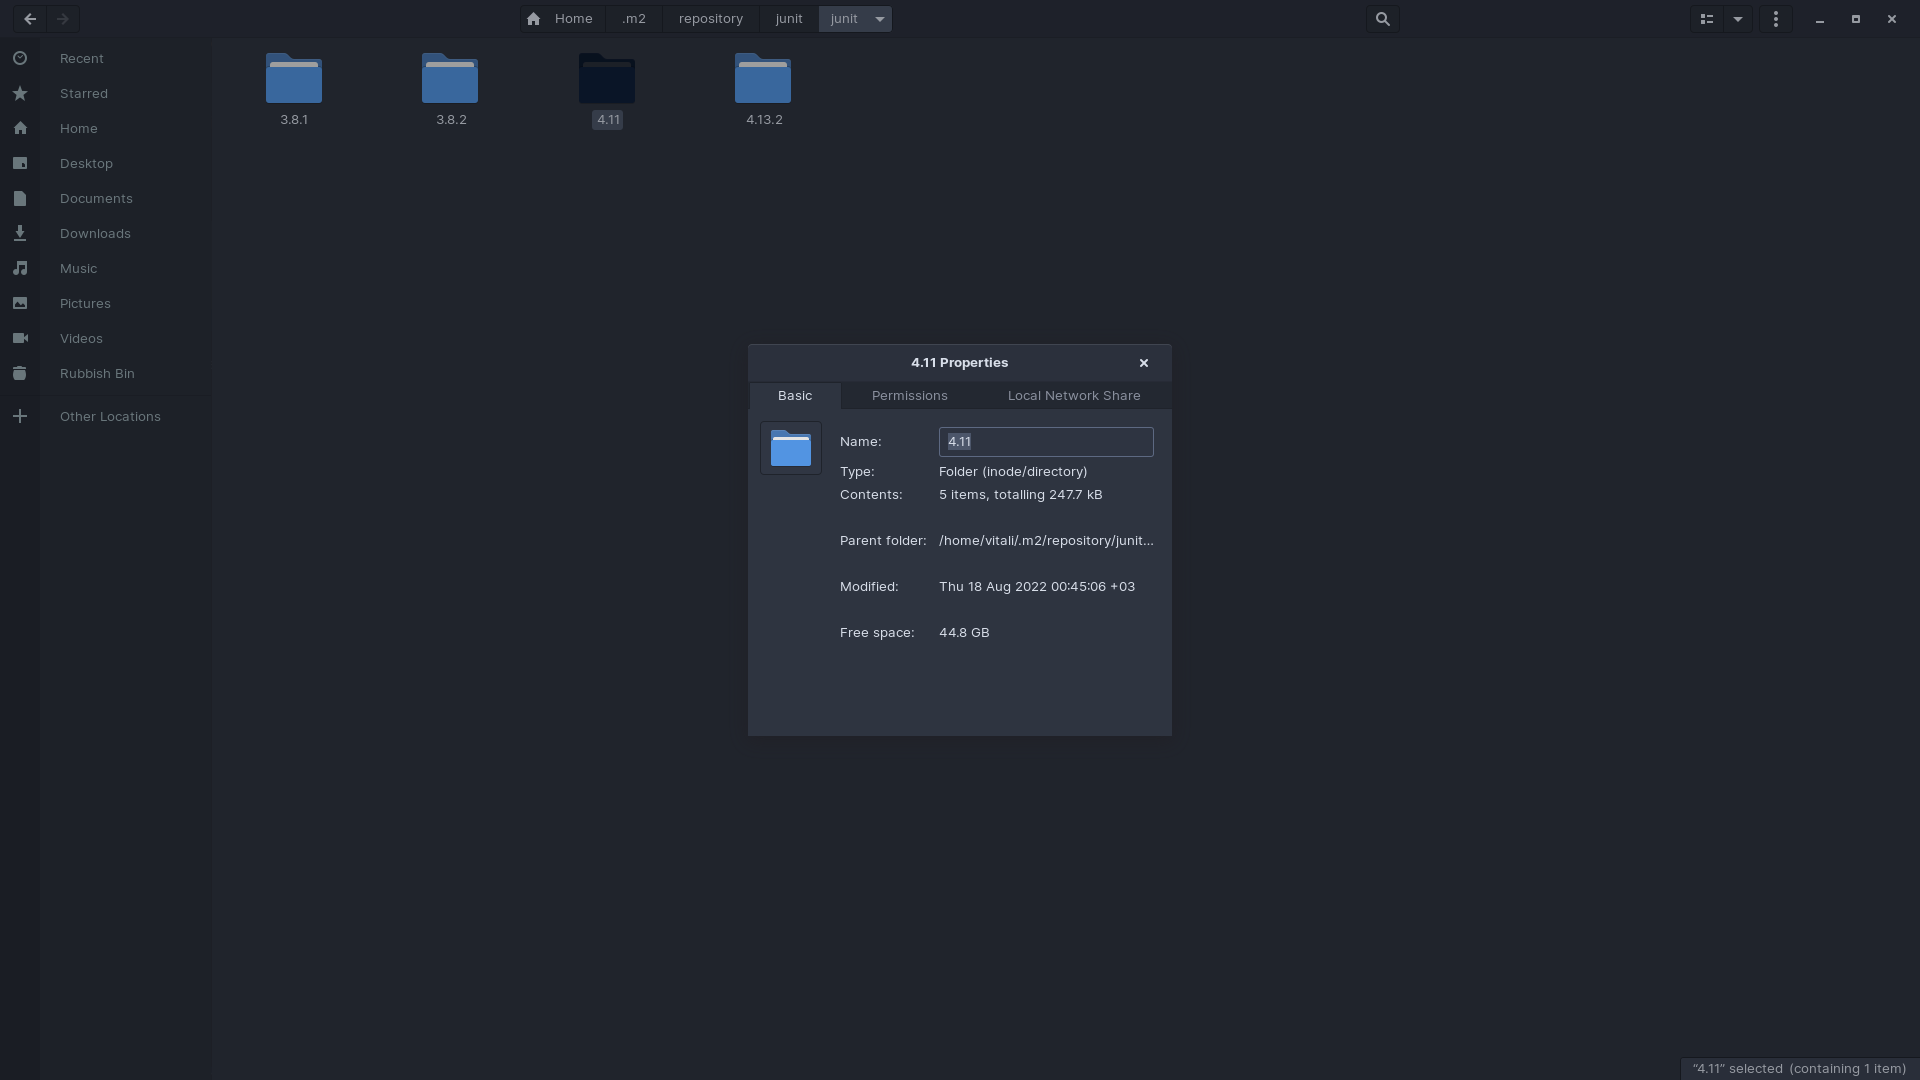 Home .m2 repository junit junit
Recent
Starred
Home
Desktop
Documents
Downloads
Music
Pictures
Videos
Rubbish Bin
Other Locations
3.8.1 3.8.2 4.11 4.13.2
4.11 Properties
Basic Permissions Local Network Share
Name: 4.11
Type: Folder (inode/directory)
Contents: 5 items, totalling 247.7 kB
Parent folder: /home/vitali/.m2/repository/junit...
Modified: Thu 18 Aug 2022 00:45:06 +03
Free space: 44.8 GB
“4.11” selected (containing 1 item)